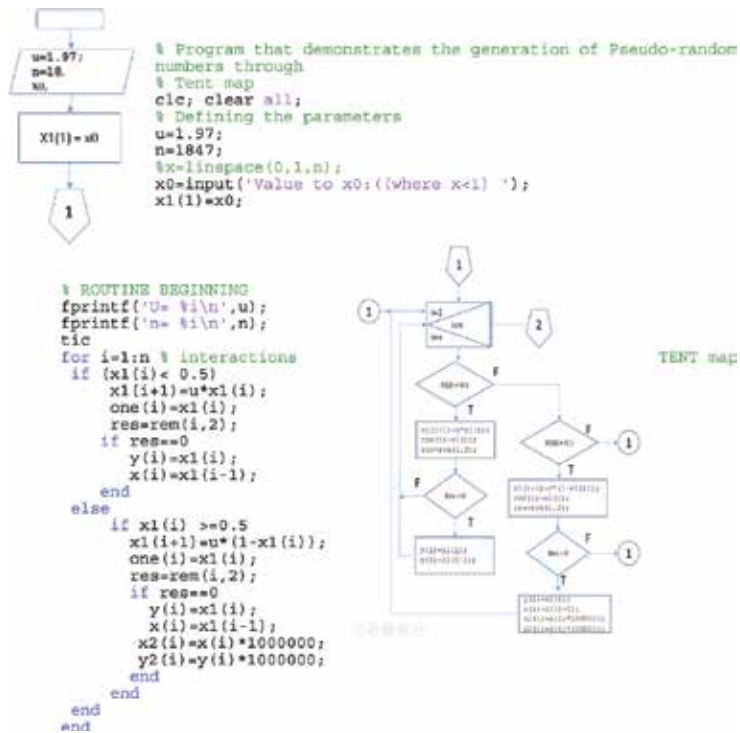 u=1.97;
n=18,
x0,
X1(1) = x0
1
% Program that demonstrates the generation of Pseudo-random
numbers through
% Tent map
clc; clear all;
% Defining the parameters
u=1.97;
n=1847;
%x=linspace(0,1,n);
x0=input('Value to x0:((where x<1) ');
x1(1)=x0;
% ROUTINE BEGINNING
fprintf('U= %i\n',u);
fprintf('n= %i\n',n);
tic
for i=1:n % interactions
if (x1(i)< 0.5)
x1(i+1)=u*x1(i);
one(i)=x1(i);
res=rem(i,2);
if res==0
y(i)=x1(i);
x(i)=x1(i-1);
end
else
if x1(i) >=0.5
x1(i+1)=u*(1-x1(i));
one(i)=x1(i);
res=rem(i,2);
if res==0
y(i)=x1(i);
x(i)=x1(i-1);
x2(i)=x(i)*1000000;
y2(i)=y(i)*1000000;
end
end
end
end
1
1
2
F
T
F
1
T
F
T
F
1
T
TENT map